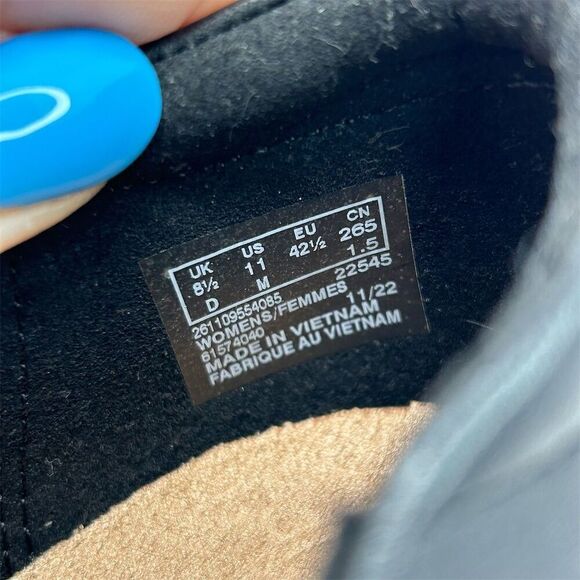 UK US EU CN
8½ 11 42½ 265
D M 1.5
261109554085 22545
WOMENS/FEMMES
61574040 11/22
MADE IN VIETNAM
FABRIQUE AU VIETNAM